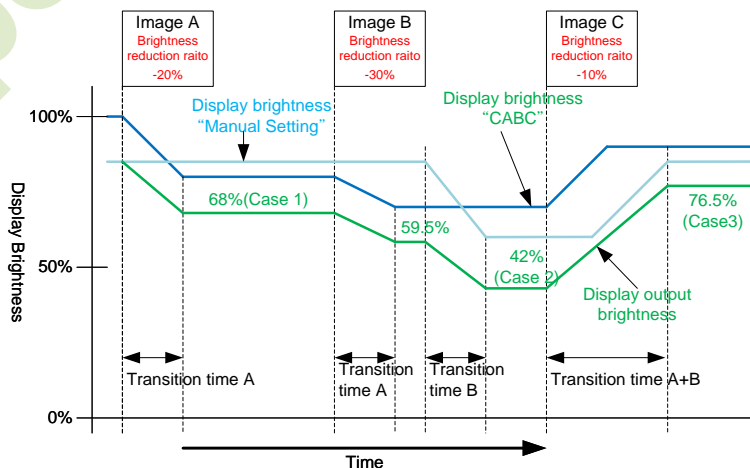 Image A
Brightness
reduction raito
-20%
Image B
Brightness
reduction raito
-30%
Image C
Brightness
reduction raito
-10%
Display brightness
“Manual Setting”
Display brightness
“CABC”
100%
68%(Case 1)
59.5%
76.5%
(Case3)
42%
(Case 2)
50%
Display output
brightness
Display Brightness
Transition time A
Transition
time A
Transition
time B
Transition time A+B
0%
Time